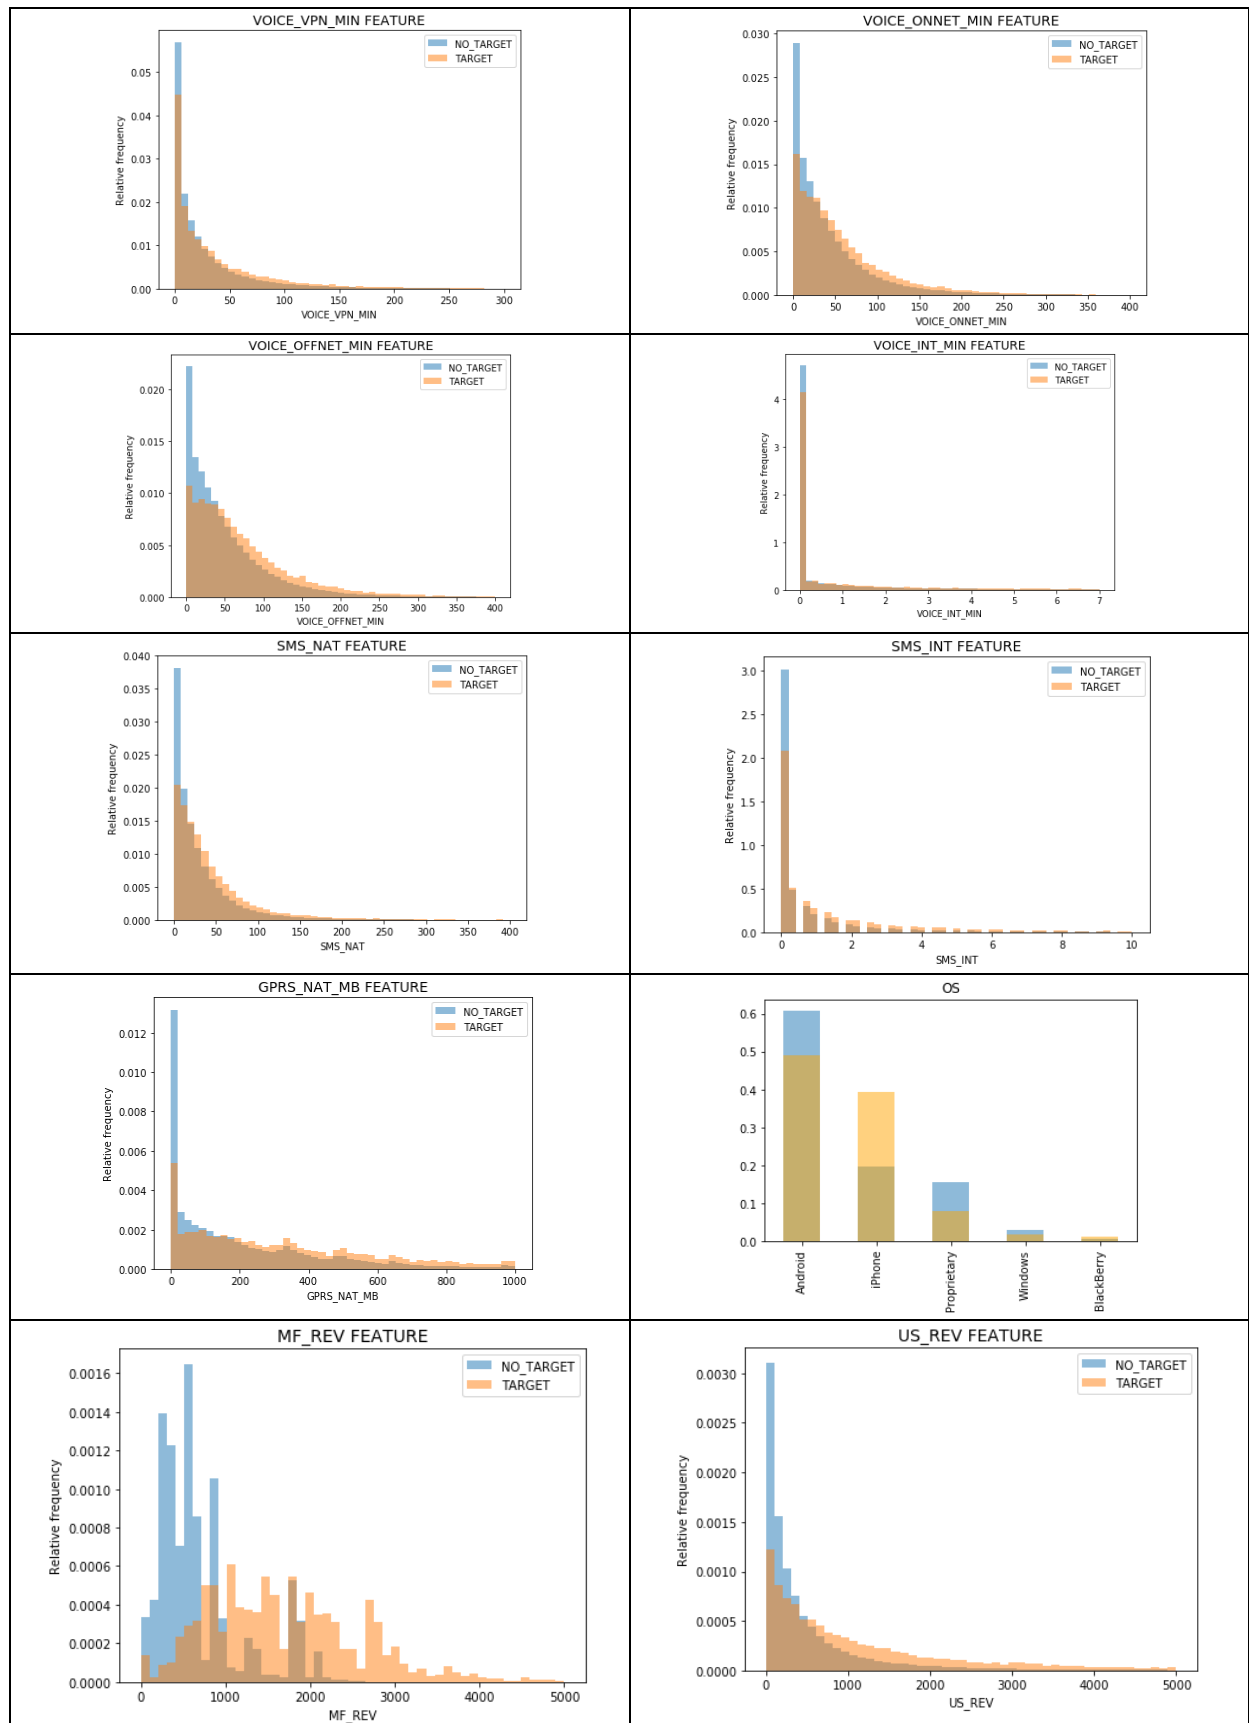 VOICE_VPN_MIN FEATURE
NO_TARGET
TARGET
Relative frequency
0.05
0.04
0.03
0.02
0.01
0.00
0 50 100 150 200 250 300
VOICE_VPN_MIN
VOICE_ONNET_MIN FEATURE
NO_TARGET
TARGET
Relative frequency
0.030
0.025
0.020
0.015
0.010
0.005
0.000
0 50 100 150 200 250 300 350 400
VOICE_ONNET_MIN
VOICE_OFFNET_MIN FEATURE
NO_TARGET
TARGET
Relative frequency
0.020
0.015
0.010
0.005
0.000
0 50 100 150 200 250 300 350 400
VOICE_OFFNET_MIN
VOICE_INT_MIN FEATURE
NO_TARGET
TARGET
Relative frequency
4
3
2
1
0
0 1 2 3 4 5 6 7
VOICE_INT_MIN
SMS_NAT FEATURE
NO_TARGET
TARGET
Relative frequency
0.040
0.035
0.030
0.025
0.020
0.015
0.010
0.005
0.000
0 50 100 150 200 250 300 350 400
SMS_NAT
SMS_INT FEATURE
NO_TARGET
TARGET
Relative frequency
3.0
2.5
2.0
1.5
1.0
0.5
0.0
0 2 4 6 8 10
SMS_INT
GPRS_NAT_MB FEATURE
NO_TARGET
TARGET
Relative frequency
0.012
0.010
0.008
0.006
0.004
0.002
0.000
0 200 400 600 800 1000
GPRS_NAT_MB
OS
0.6
0.5
0.4
0.3
0.2
0.1
0.0
Android
iPhone
Proprietary
Windows
BlackBerry
MF_REV FEATURE
NO_TARGET
TARGET
Relative frequency
0.0016
0.0014
0.0012
0.0010
0.0008
0.0006
0.0004
0.0002
0.0000
0 1000 2000 3000 4000 5000
MF_REV
US_REV FEATURE
NO_TARGET
TARGET
Relative frequency
0.0030
0.0025
0.0020
0.0015
0.0010
0.0005
0.0000
0 1000 2000 3000 4000 5000
US_REV